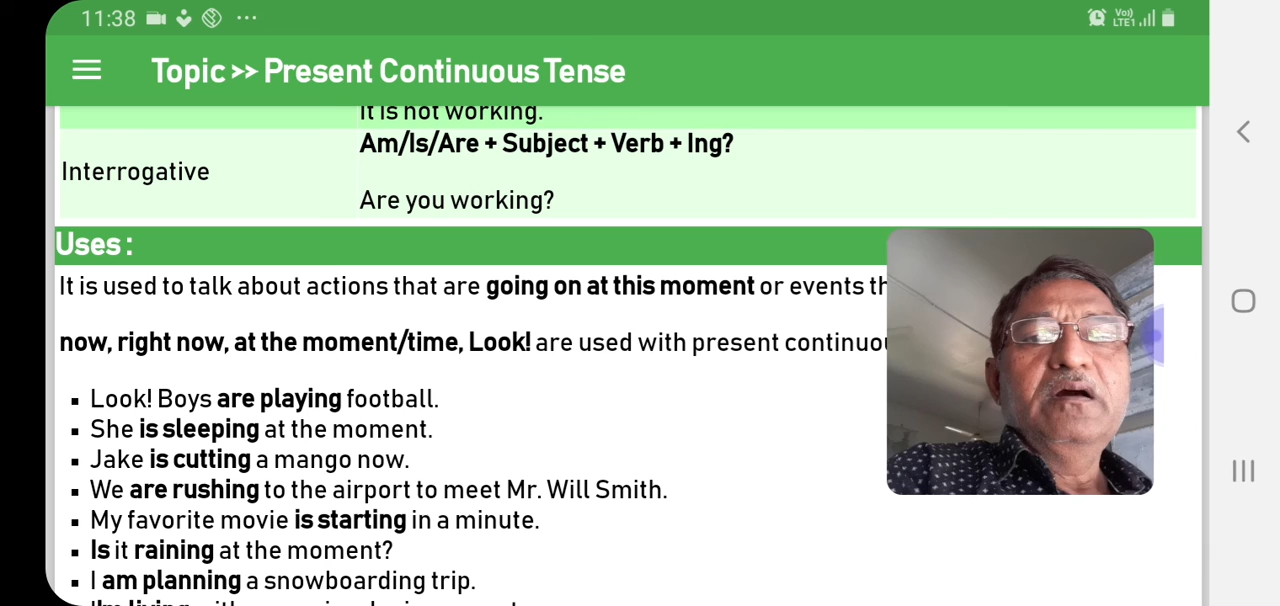 11:38
Vo)
LTE1
Topic >> Present Continuous Tense
It is not working.
Am/Is/Are + Subject + Verb + Ing?
Interrogative
Are you working?
Uses :
It is used to talk about actions that are going on at this moment or events
now, right now, at the moment/time, Look! are used with present
Look! Boys are playing football.
She is sleeping at the moment.
Jake is cutting a mango now.
We are rushing to the airport to meet Mr. Will Smith.
My favorite movie is starting in a minute.
Is it raining at the moment?
I am planning a snowboarding trip.
I'm living